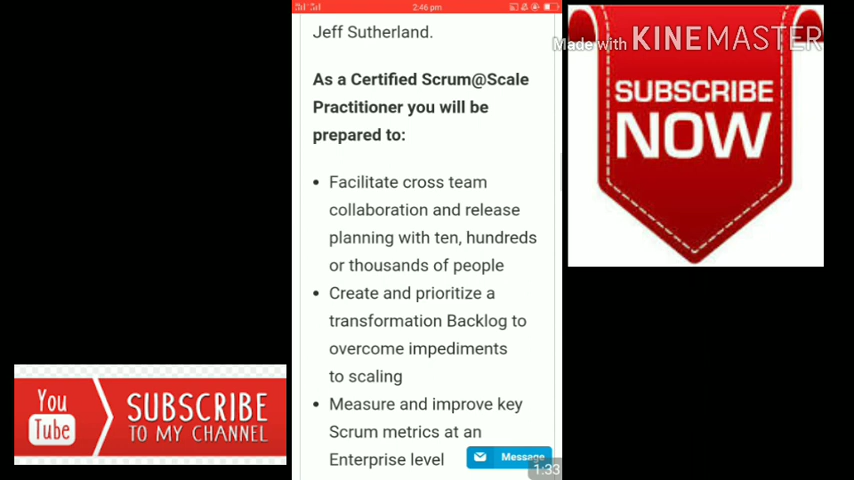 2:46 pm
Jeff Sutherland.
As a Certified Scrum@Scale
Practitioner you will be
prepared to:
• Facilitate cross team
collaboration and release
planning with ten, hundreds
or thousands of people
• Create and prioritize a
transformation Backlog to
overcome impediments
to scaling
• Measure and improve key
Scrum metrics at an
Enterprise level
Message
1:33
Made with KINEMASTER
SUBSCRIBE
NOW
You
Tube
SUBSCRIBE
TO MY CHANNEL